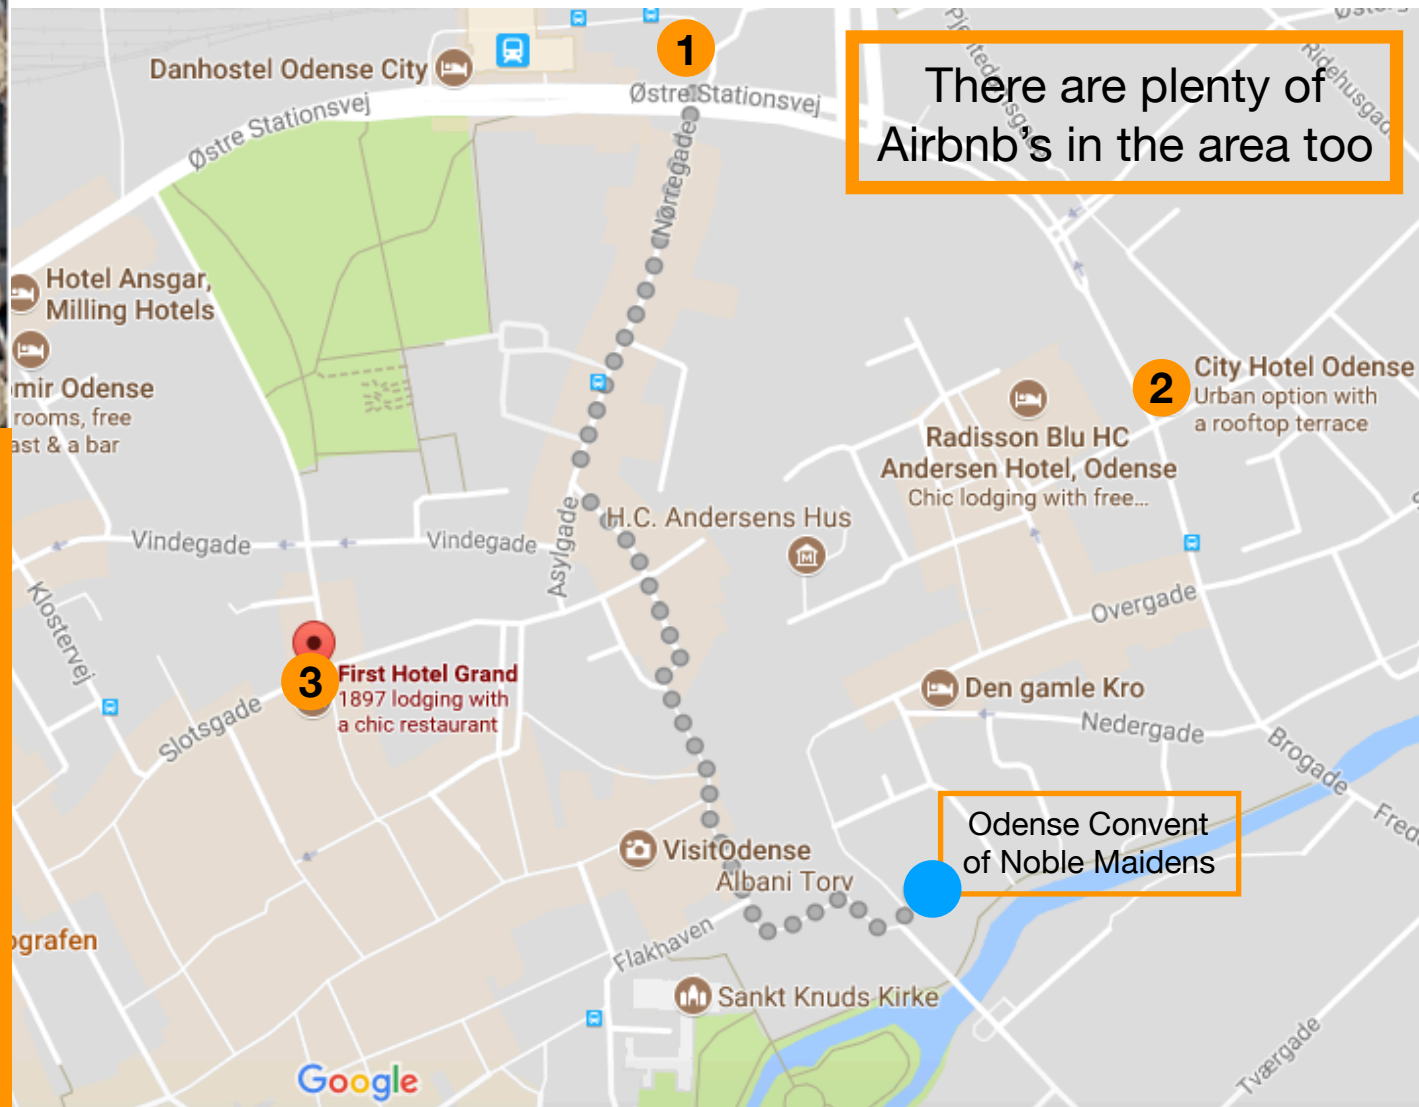 1
There are plenty of
Airbnb's in the area too
Danhostel Odense City
Østre Stationsvej
Østre Stationsvej
Nørregade
Ridehusgade
Hotel Ansgar,
Milling Hotels
mir Odense
rooms, free
ast & a bar
2
City Hotel Odense
Urban option with
a rooftop terrace
Radisson Blu HC
Andersen Hotel, Odense
Chic lodging with free...
H.C. Andersens Hus
Vindegade
Vindegade
Asylgade
Klostervej
Overgade
3
First Hotel Grand
1897 lodging with
a chic restaurant
Slotsgade
Den gamle Kro
Nedergade
Brogade
Odense Convent
of Noble Maidens
VisitOdense
Albani Torv
Flakhaven
ografen
Sankt Knuds Kirke
Tværgade
Google